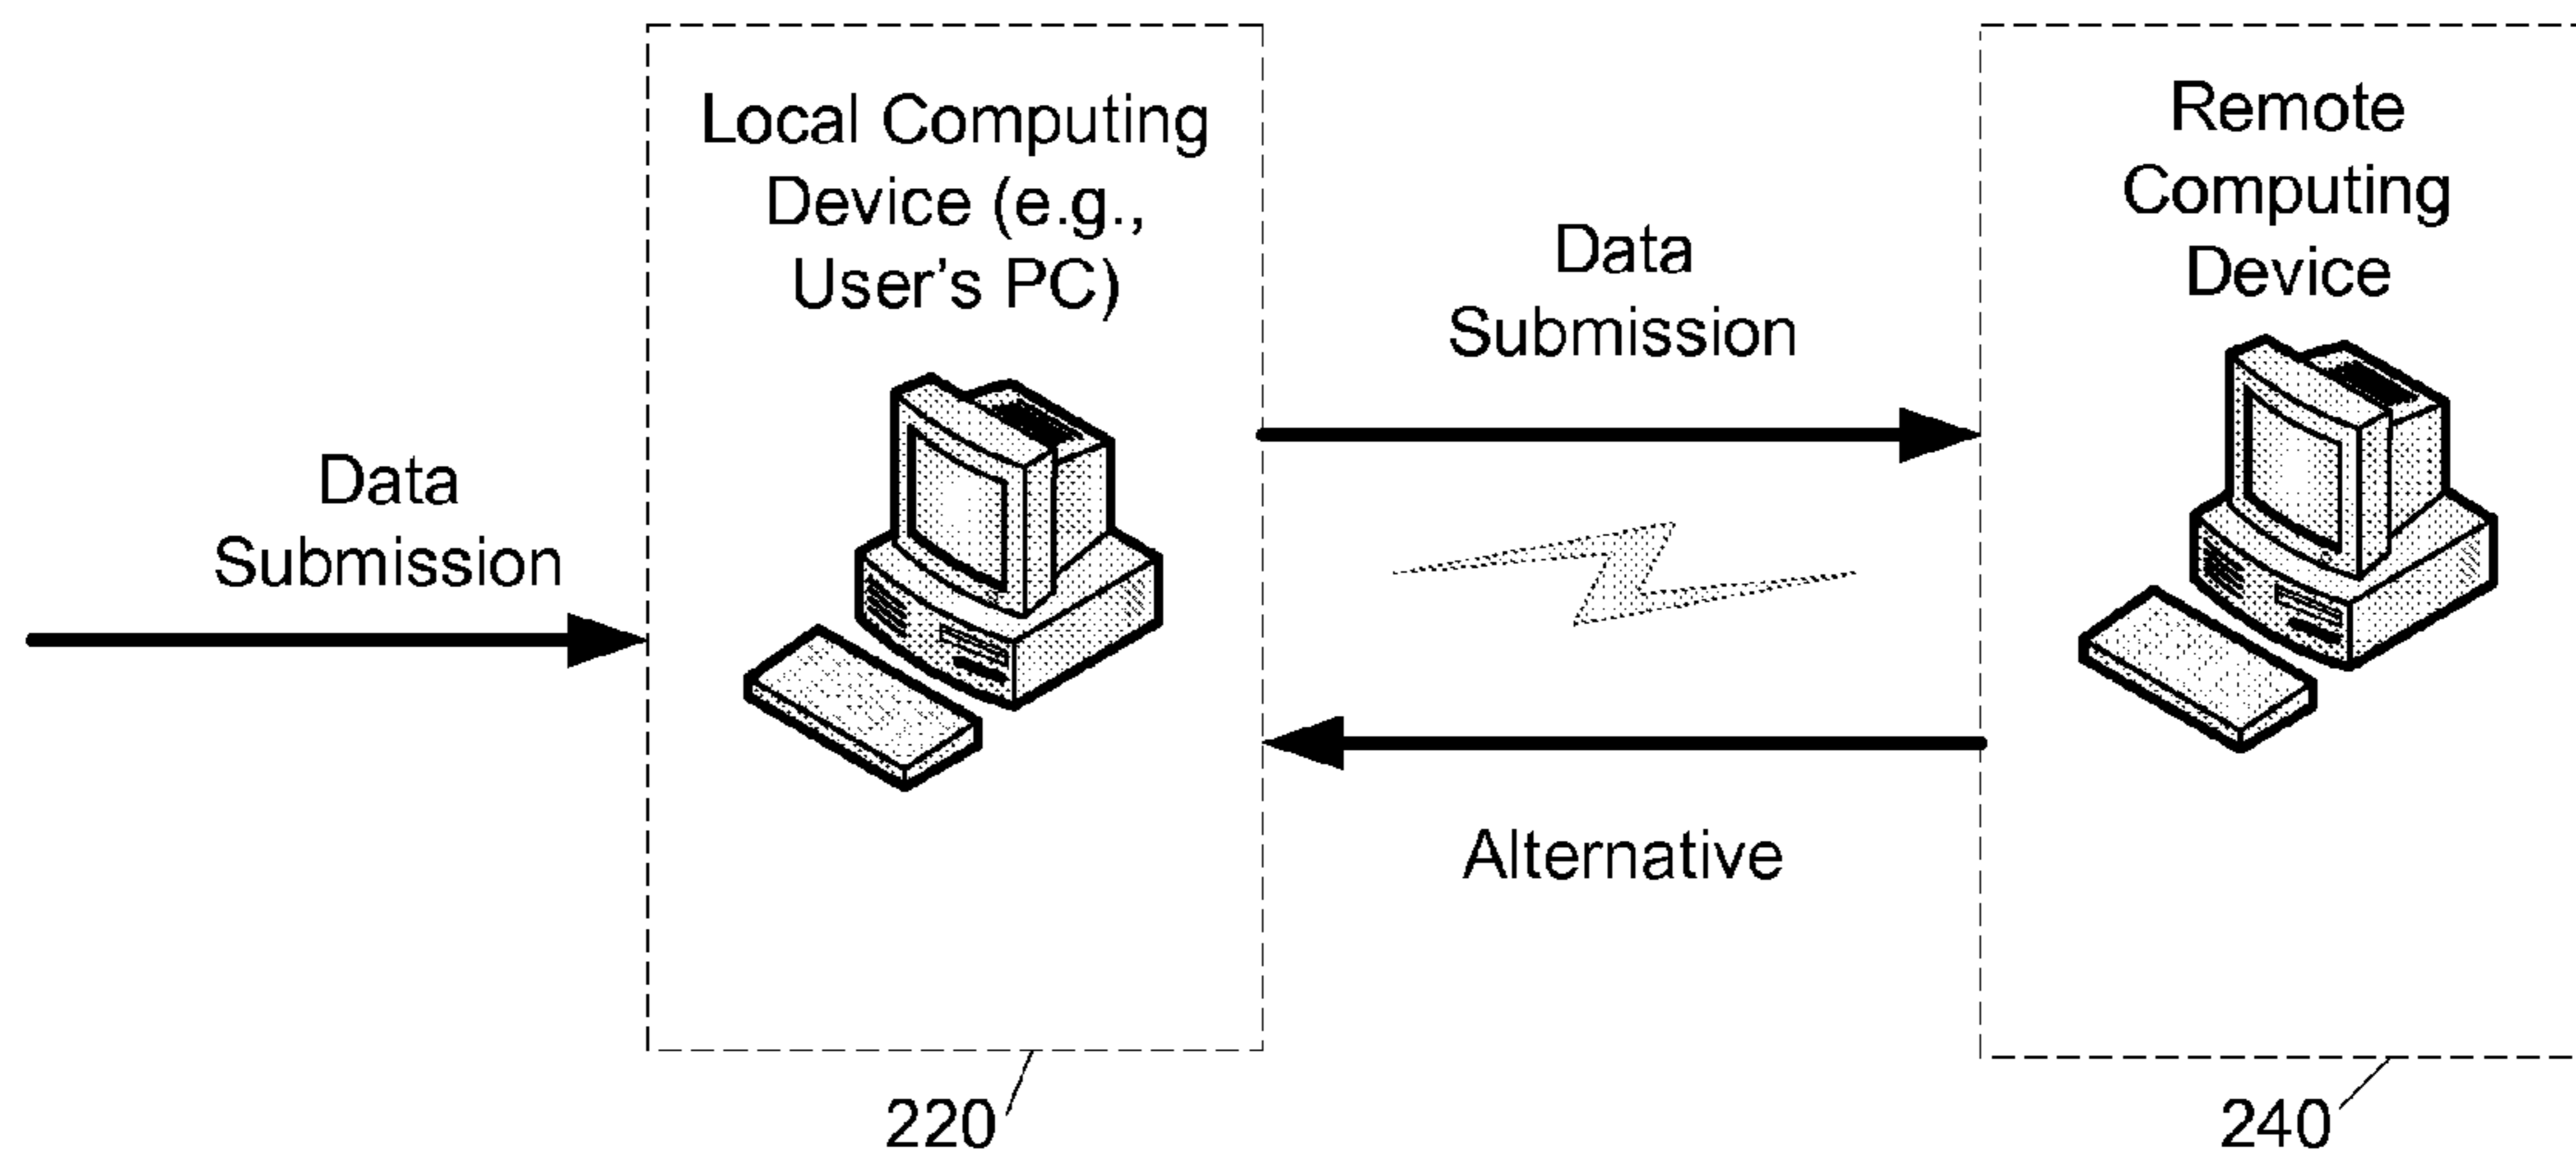 Data
Submission
Local Computing
Device (e.g.,
User's PC)
Data
Submission
Alternative
Remote
Computing
Device
220
240